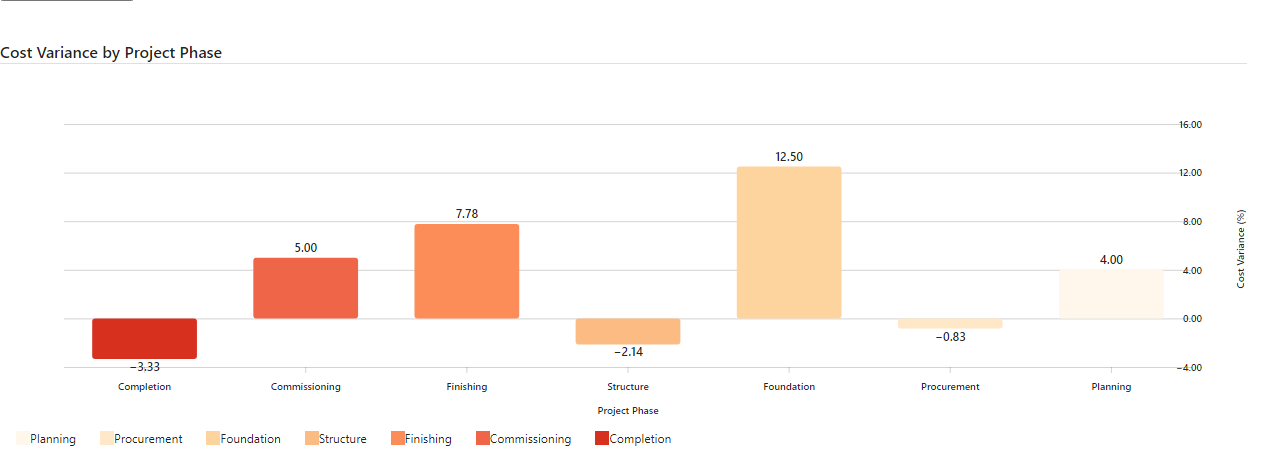 Cost Variance by Project Phase
16.00
12.50
12.00
7.78
8.00
5.00
4.00
4.00
0.00
−0.83
−2.14
−3.33
−4.00
Cost Variance (%)
Completion Commissioning Finishing Structure Foundation Procurement Planning
Project Phase
Planning Procurement Foundation Structure Finishing Commissioning Completion